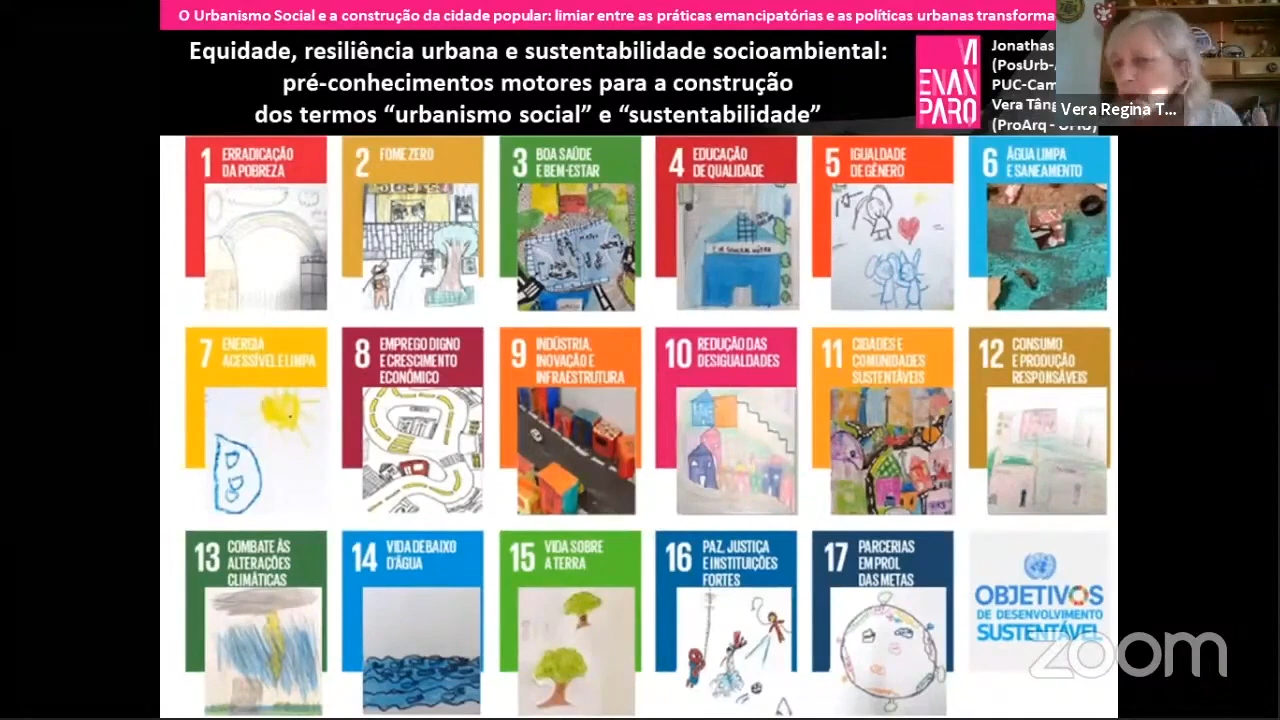 O Urbanismo Social e a construção da cidade popular: limiar entre as práticas emancipatórias e as políticas urbanas transforma
Equidade, resiliência urbana e sustentabilidade socioambiental:
pré-conhecimentos motores para a construção
dos termos “urbanismo social” e “sustentabilidade”
VI
ENAN
PARQ
Jonathas
(PosUrb-
PUC-Cam
Vera Tâng
(ProArq -
Vera Regina T...
1 ERRADICAÇÃO
DA POBREZA
2 FOME ZERO
3 BOA SAÚDE
E BEM-ESTAR
4 EDUCAÇÃO
DE QUALIDADE
5 IGUALDADE
DE GÊNERO
6 ÁGUA LIMPA
E SANEAMENTO
7 ENERGIA
ACESSÍVEL E LIMPA
8 EMPREGO DIGNO
E CRESCIMENTO
ECONÔMICO
9 INDÚSTRIA,
INOVAÇÃO E
INFRAESTRUTURA
10 REDUÇÃO DAS
DESIGUALDADES
11 CIDADES E
COMUNIDADES
SUSTENTÁVEIS
12 CONSUMO
E PRODUÇÃO
RESPONSÁVEIS
13 COMBATE ÀS
ALTERAÇÕES
CLIMÁTICAS
14 VIDA DEBAIXO
D'ÁGUA
15 VIDA SOBRE
A TERRA
16 PAZ, JUSTIÇA
E INSTITUIÇÕES
FORTES
17 PARCERIAS
EM PROL
DAS METAS
OBJETIVOS
DE DESENVOLVIMENTO
SUSTENTÁVEL
zoom